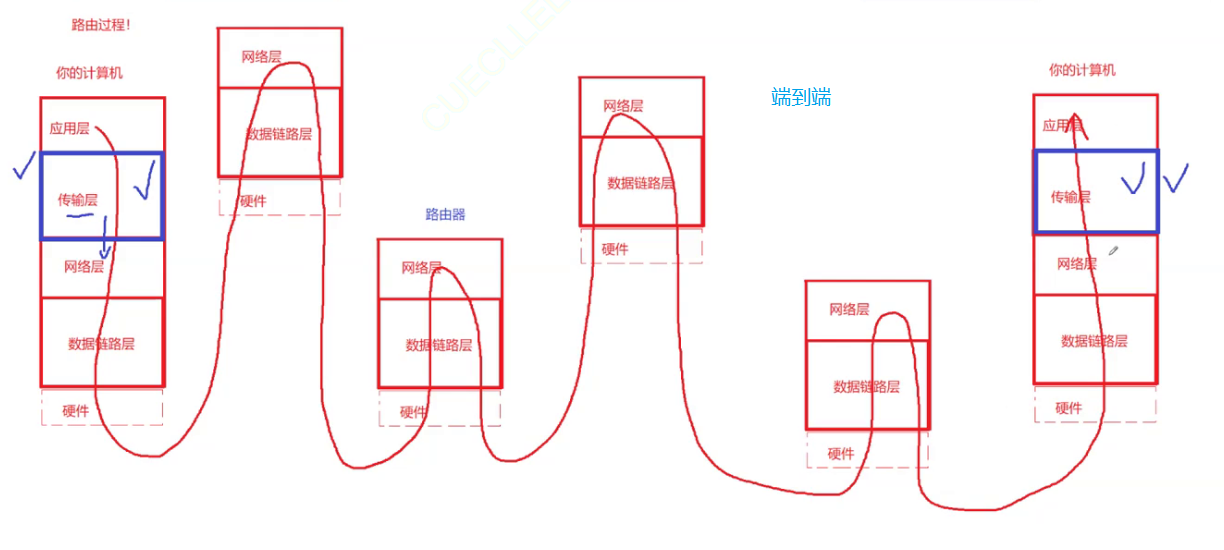 路由过程！
你的计算机
应用层
传输层
网络层
数据链路层
硬件
网络层
数据链路层
硬件
路由器
网络层
数据链路层
硬件
网络层
数据链路层
硬件
端到端
网络层
数据链路层
硬件
你的计算机
应用层
传输层
网络层
数据链路层
硬件